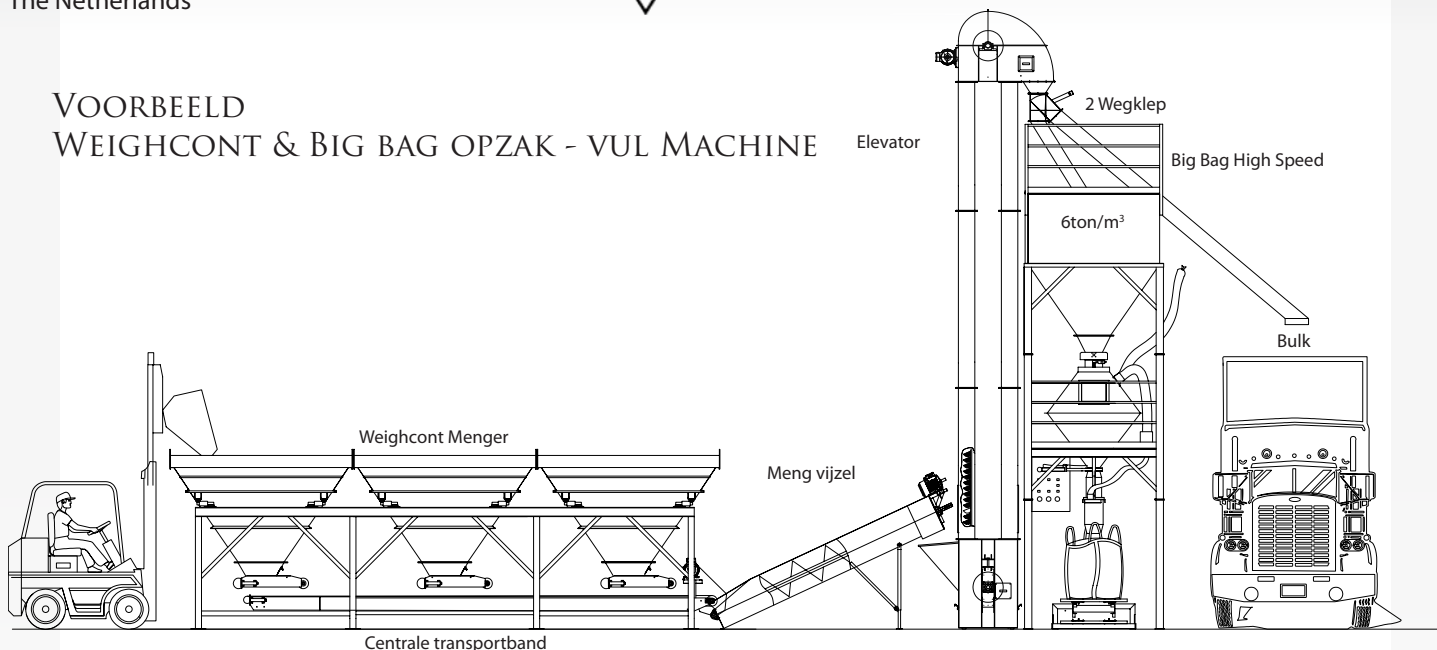 The Netherlands
VOORBEELD
WEIGHCONT & BIG BAG OPZAK - VUL MACHINE
Elevator
2 Wegklep
Big Bag High Speed
6ton/m³
Bulk
Weighcont Menger
Meng vijzel
Centrale transportband